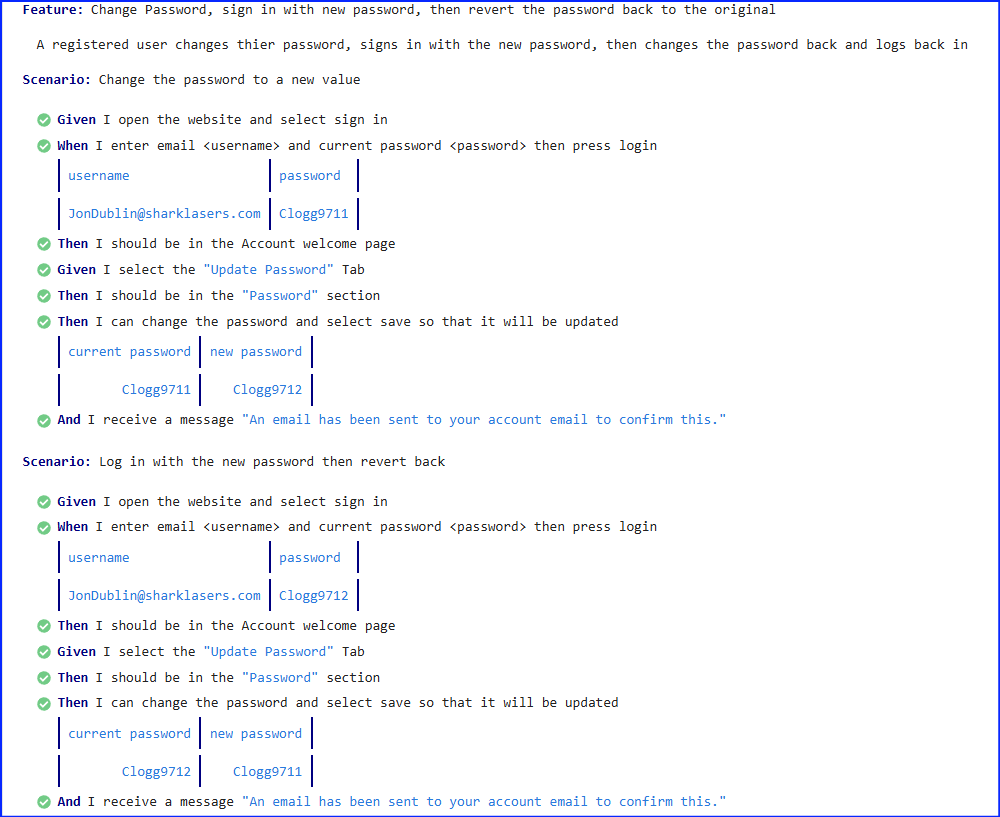 Feature: Change Password, sign in with new password, then revert the password back to the original
A registered user changes thier password, signs in with the new password, then changes the password back and logs back in
Scenario: Change the password to a new value
Given I open the website and select sign in
When I enter email <username> and current password <password> then press login
username password
JonDublin@sharklasers.com Clogg9711
Then I should be in the Account welcome page
Given I select the "Update Password" Tab
Then I should be in the "Password" section
Then I can change the password and select save so that it will be updated
current password new password
Clogg9711 Clogg9712
And I receive a message "An email has been sent to your account email to confirm this."
Scenario: Log in with the new password then revert back
Given I open the website and select sign in
When I enter email <username> and current password <password> then press login
username password
JonDublin@sharklasers.com Clogg9712
Then I should be in the Account welcome page
Given I select the "Update Password" Tab
Then I should be in the "Password" section
Then I can change the password and select save so that it will be updated
current password new password
Clogg9712 Clogg9711
And I receive a message "An email has been sent to your account email to confirm this."